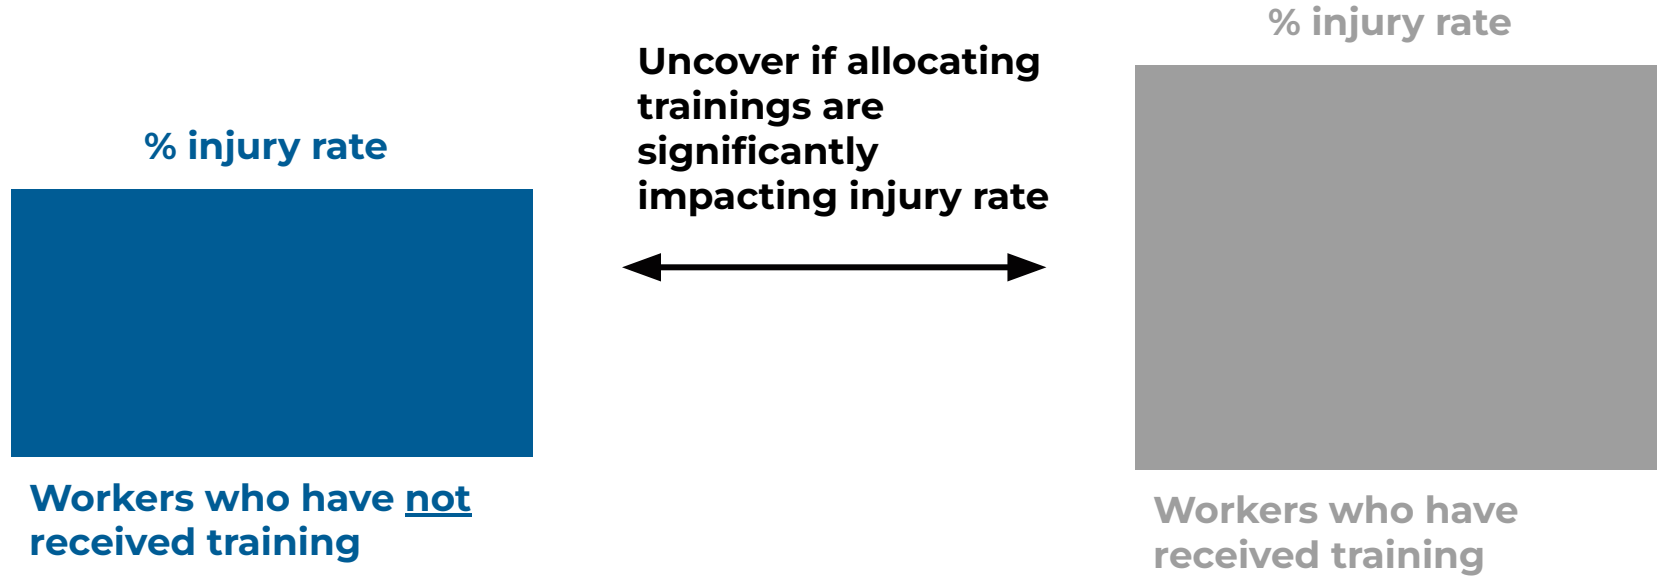 % injury rate
Workers who have not
received training
Uncover if allocating
trainings are
significantly
impacting injury rate
% injury rate
Workers who have
received training